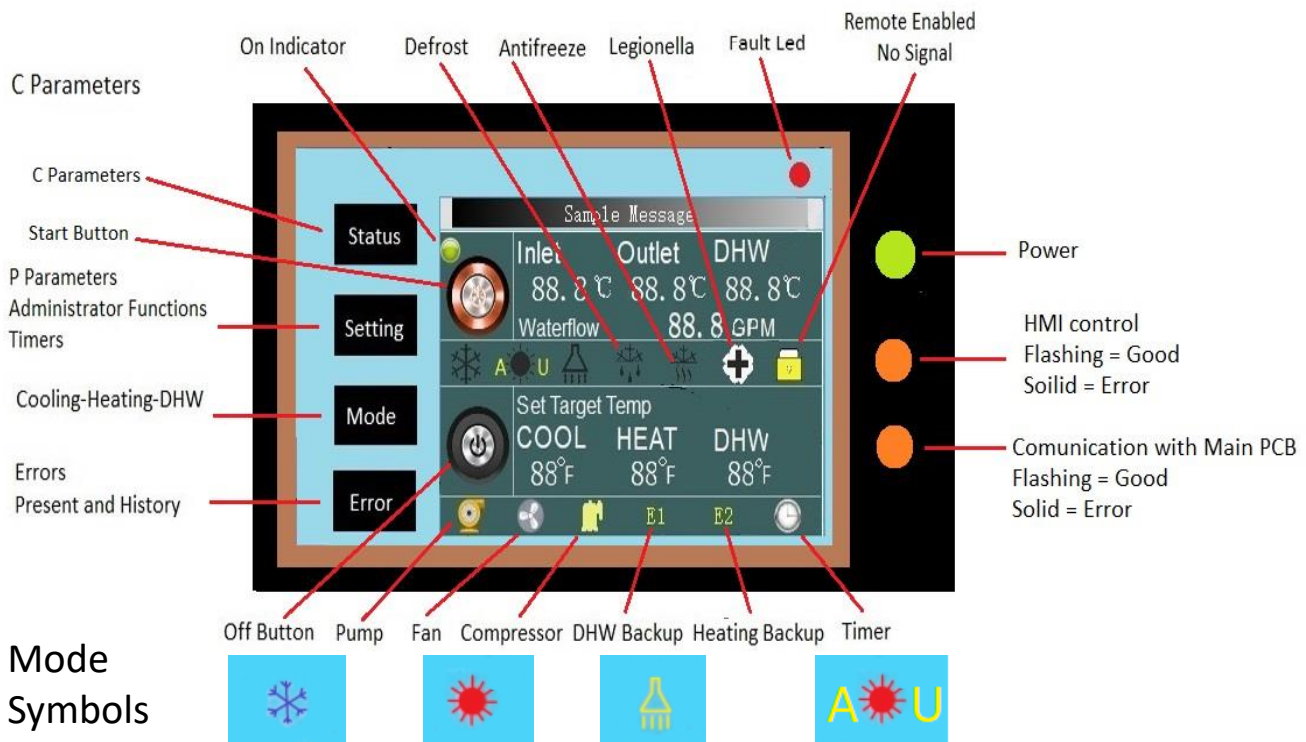 Remote Enabled
No Signal
On Indicator
Defrost
Antifreeze
Legionella
Fault Led
C Parameters
C Parameters
Start Button
P Parameters
Administrator Functions
Timers
Cooling-Heating-DHW
Errors
Present and History
Status
Setting
Mode
Error
Sample Message
Inlet Outlet DHW
88.8℃ 88.8℃ 88.8℃
Waterflow 88.8 GPM
A U
Set Target Temp
COOL HEAT DHW
88°F 88°F 88°F
E1 E2
Power
HMI control
Flashing = Good
Soilid = Error
Comunication with Main PCB
Flashing = Good
Solid = Error
Off Button
Pump
Fan
Compressor
DHW Backup
Heating Backup
Timer
Mode
Symbols
A U